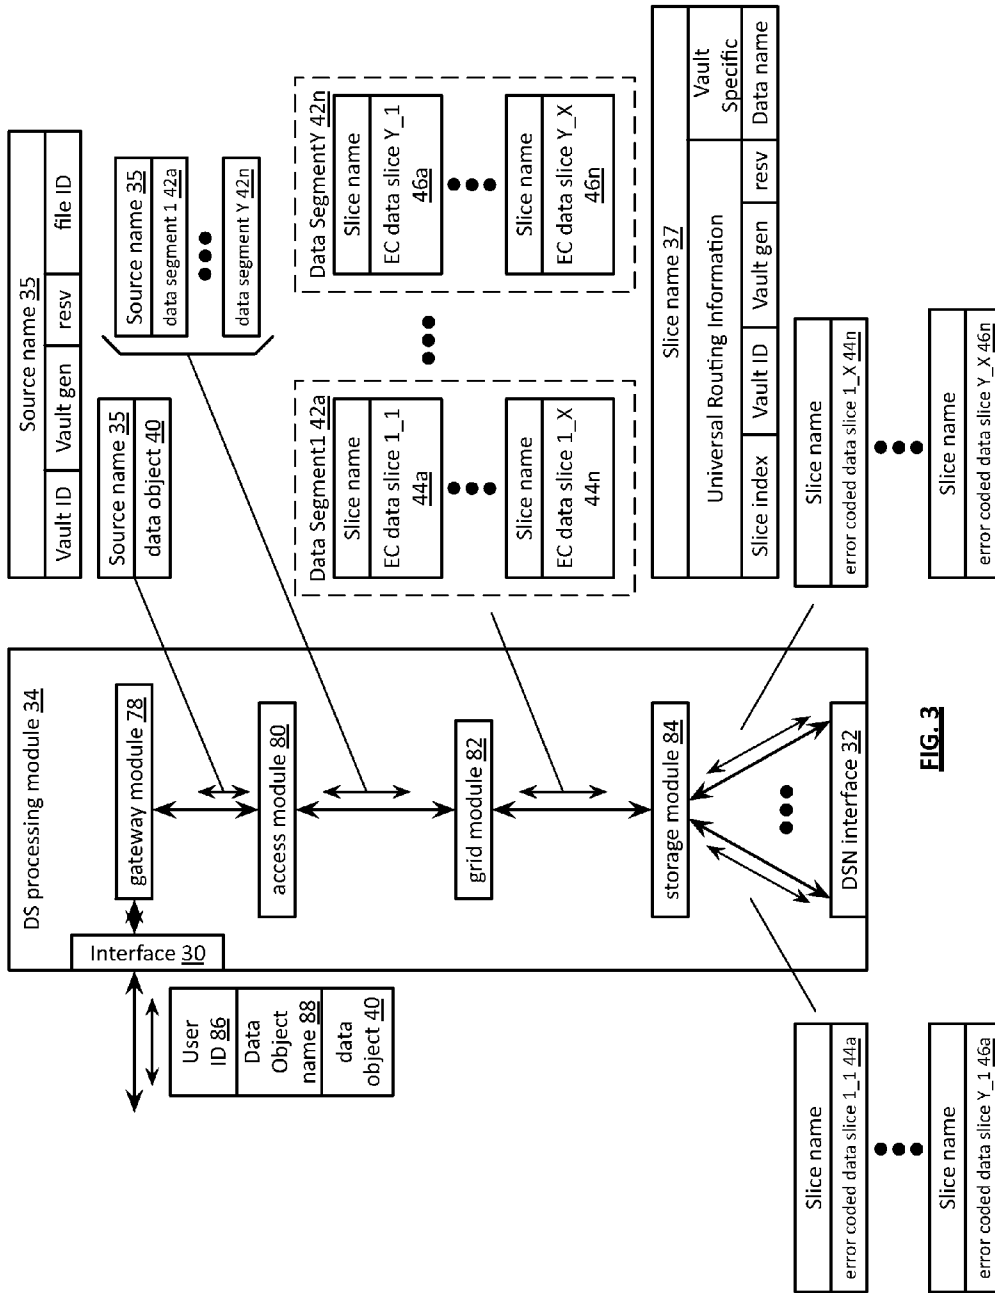 DS processing module 34
Interface 30
gateway module 78
access module 80
grid module 82
storage module 84
DSN interface 32
User
ID 86
Data
Object
name 88
data
object 40
Source name 35
Vault ID
Vault gen
resv
file ID
Source name 35
data object 40
Source name 35
data segment 1 42a
data segment Y 42n
Data Segment1 42a
Slice name
EC data slice 1_1
44a
Slice name
EC data slice 1_X
44n
Data SegmentY 42n
Slice name
EC data slice Y_1
46a
Slice name
EC data slice Y_X
46n
Slice name 37
Universal Routing Information
Vault
Specific
Slice index
Vault ID
Vault gen
resv
Data name
Slice name
error coded data slice 1_1 44a
Slice name
error coded data slice Y_1 46a
Slice name
error coded data slice 1_X 44n
Slice name
error coded data slice Y_X 46n
FIG. 3